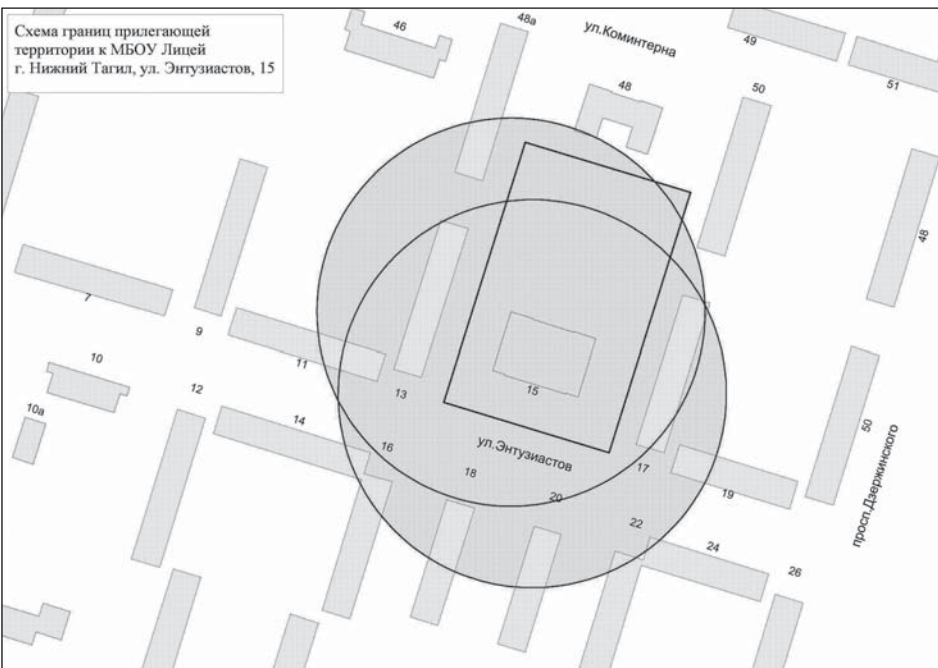 Схема границ прилегающей
территории к МБОУ Лицей
г. Нижний Тагил, ул. Энтузиастов, 15
46
48а
ул.Коминтерна
49
51
48
50
48
7
9
11
10
12
10а
14
13
15
16
ул.Энтузиастов
18
17
20
19
50
просп.Дзержинского
22
24
26